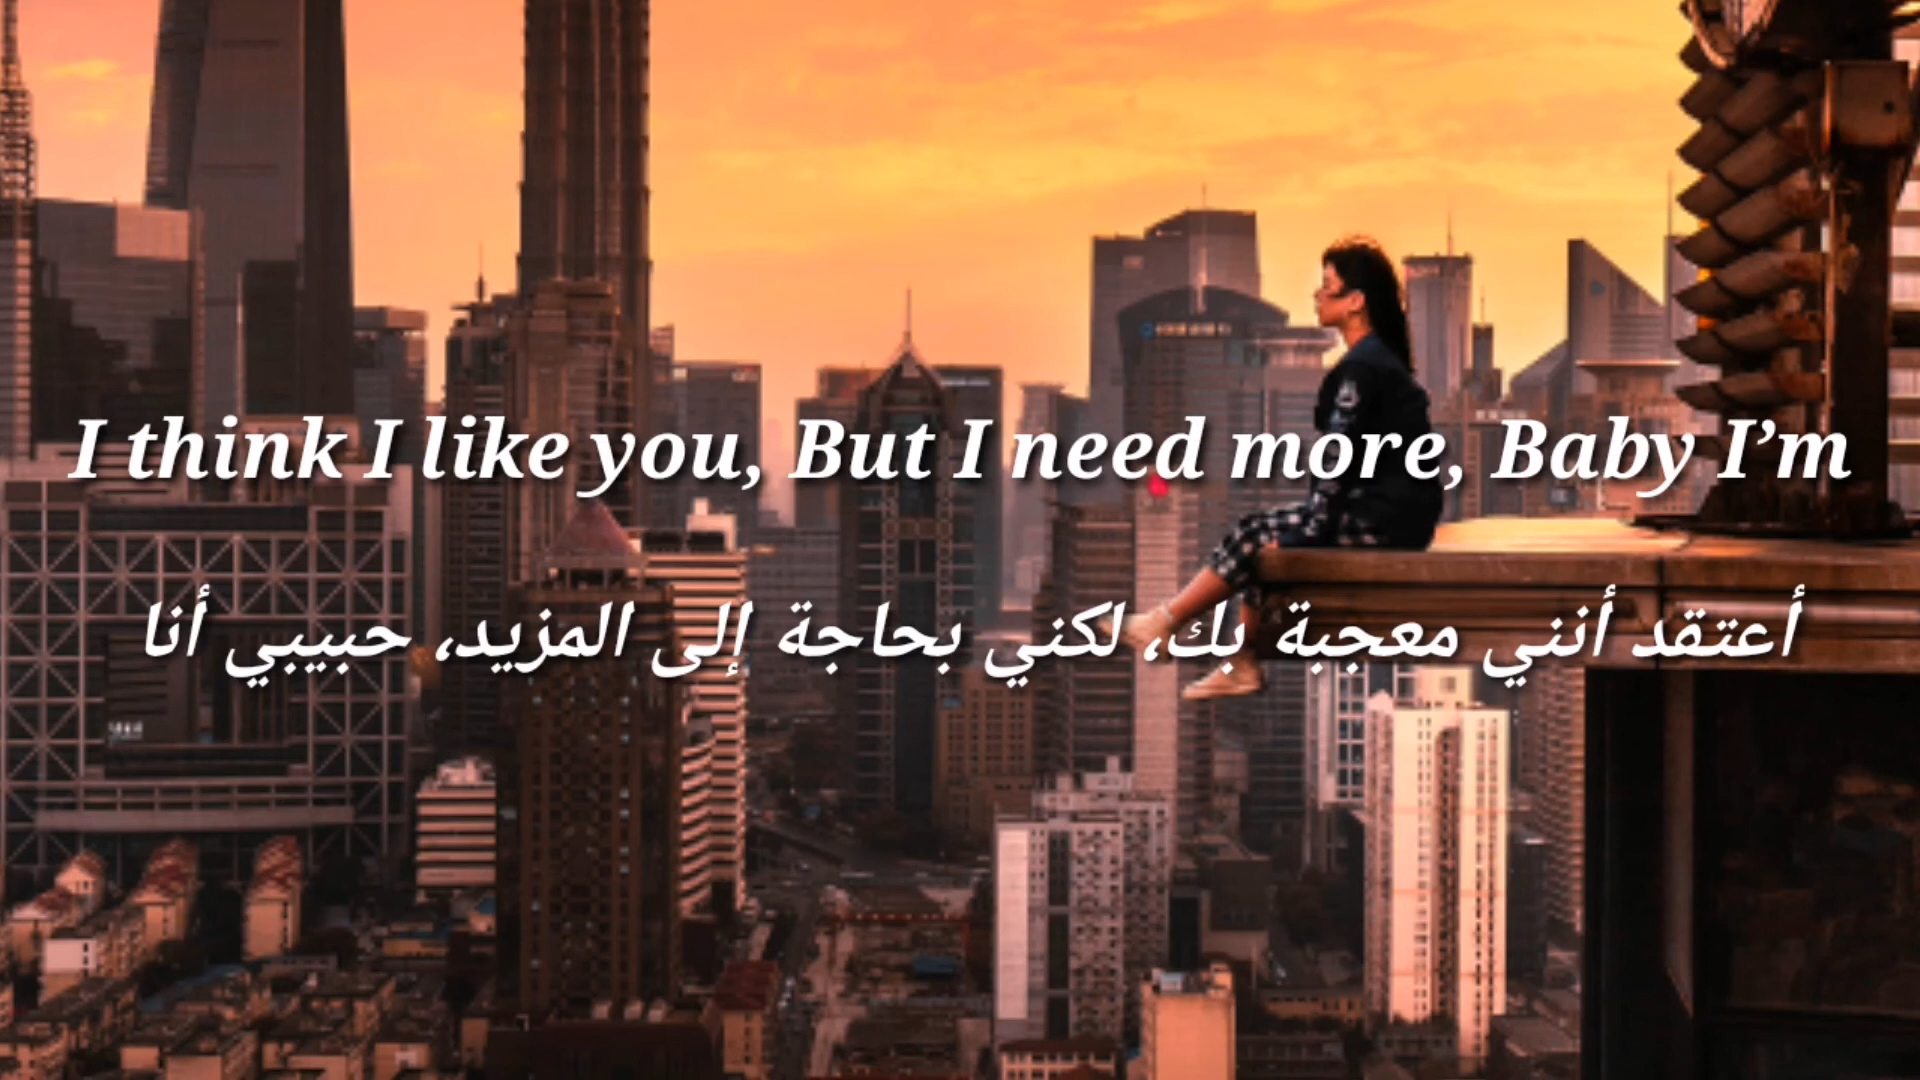 I think I like you, But I need more, Baby I’m
أعتقد أنني معجبة بك، لكني بحاجة إلى المزيد، حبيبي أنا